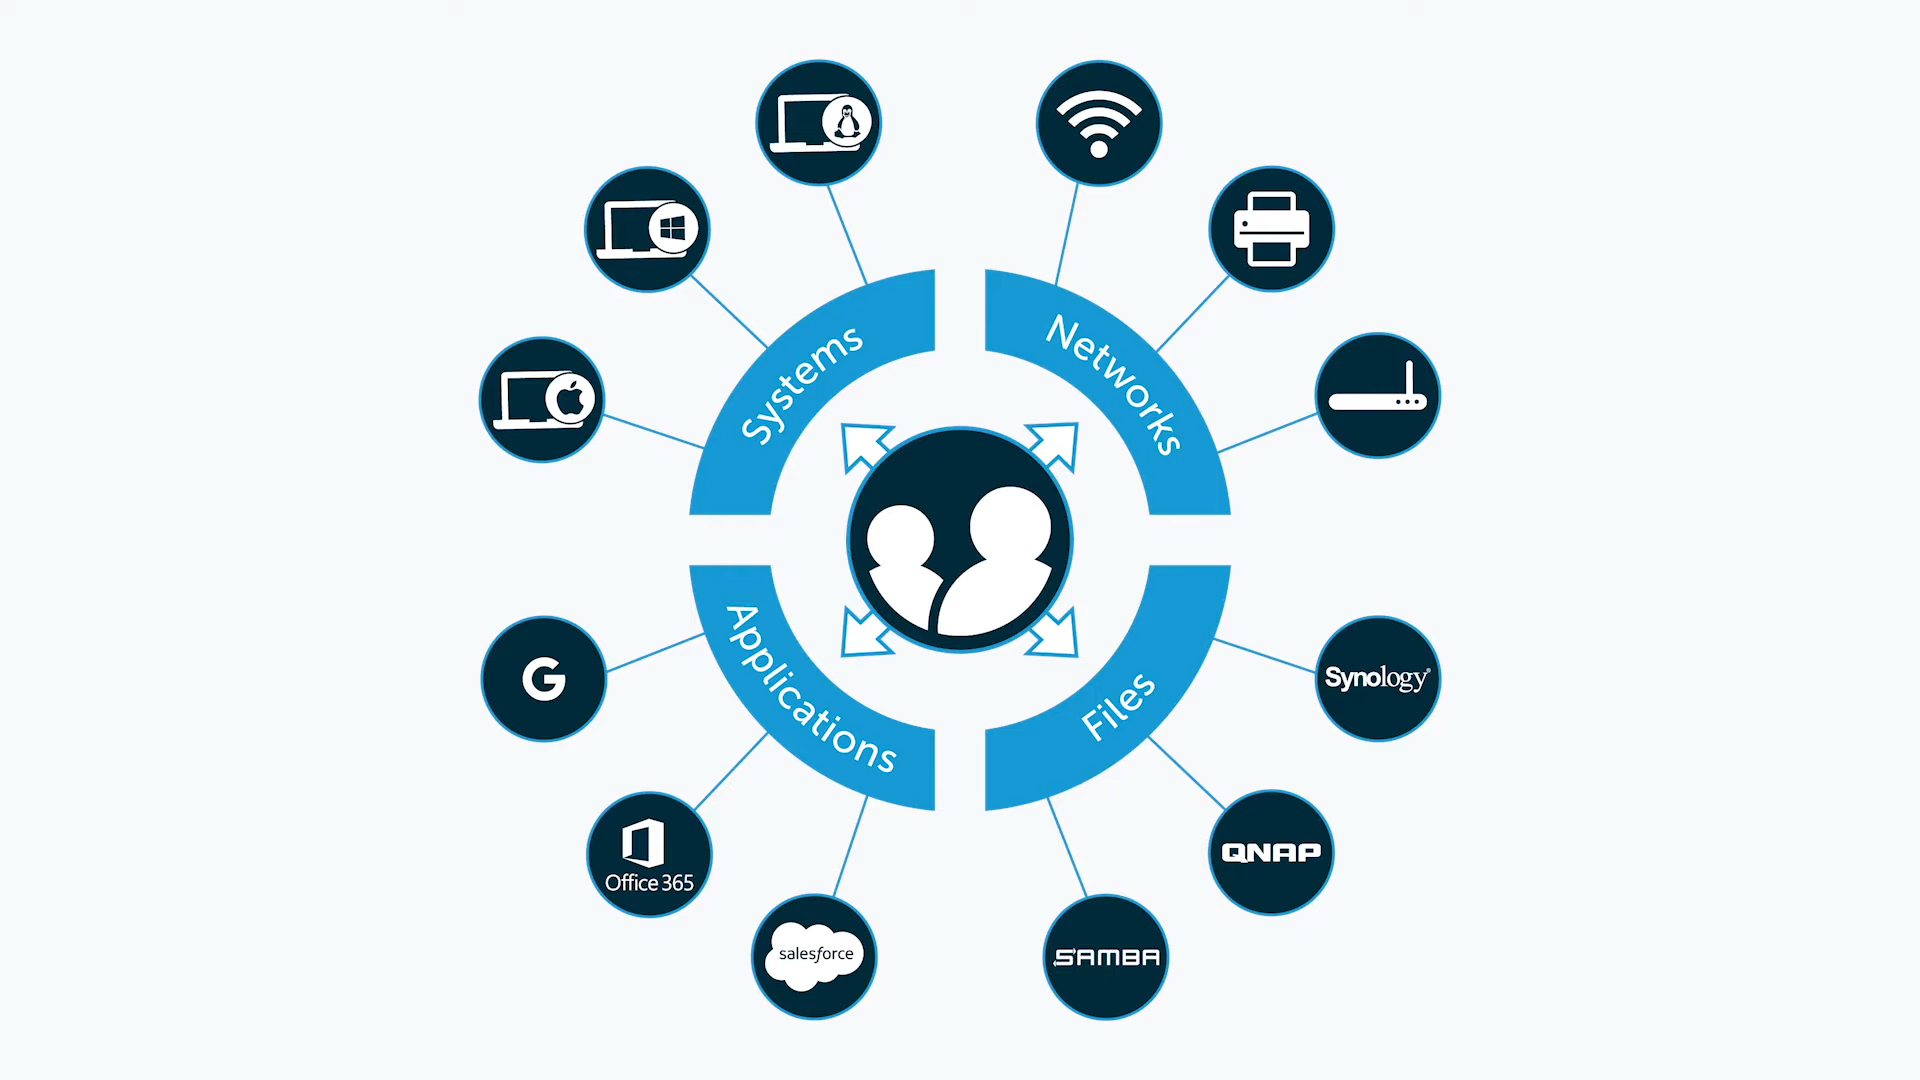 Systems
Networks
Applications
Files
G
Office 365
salesforce
Synology®
QNAP
SAMBA